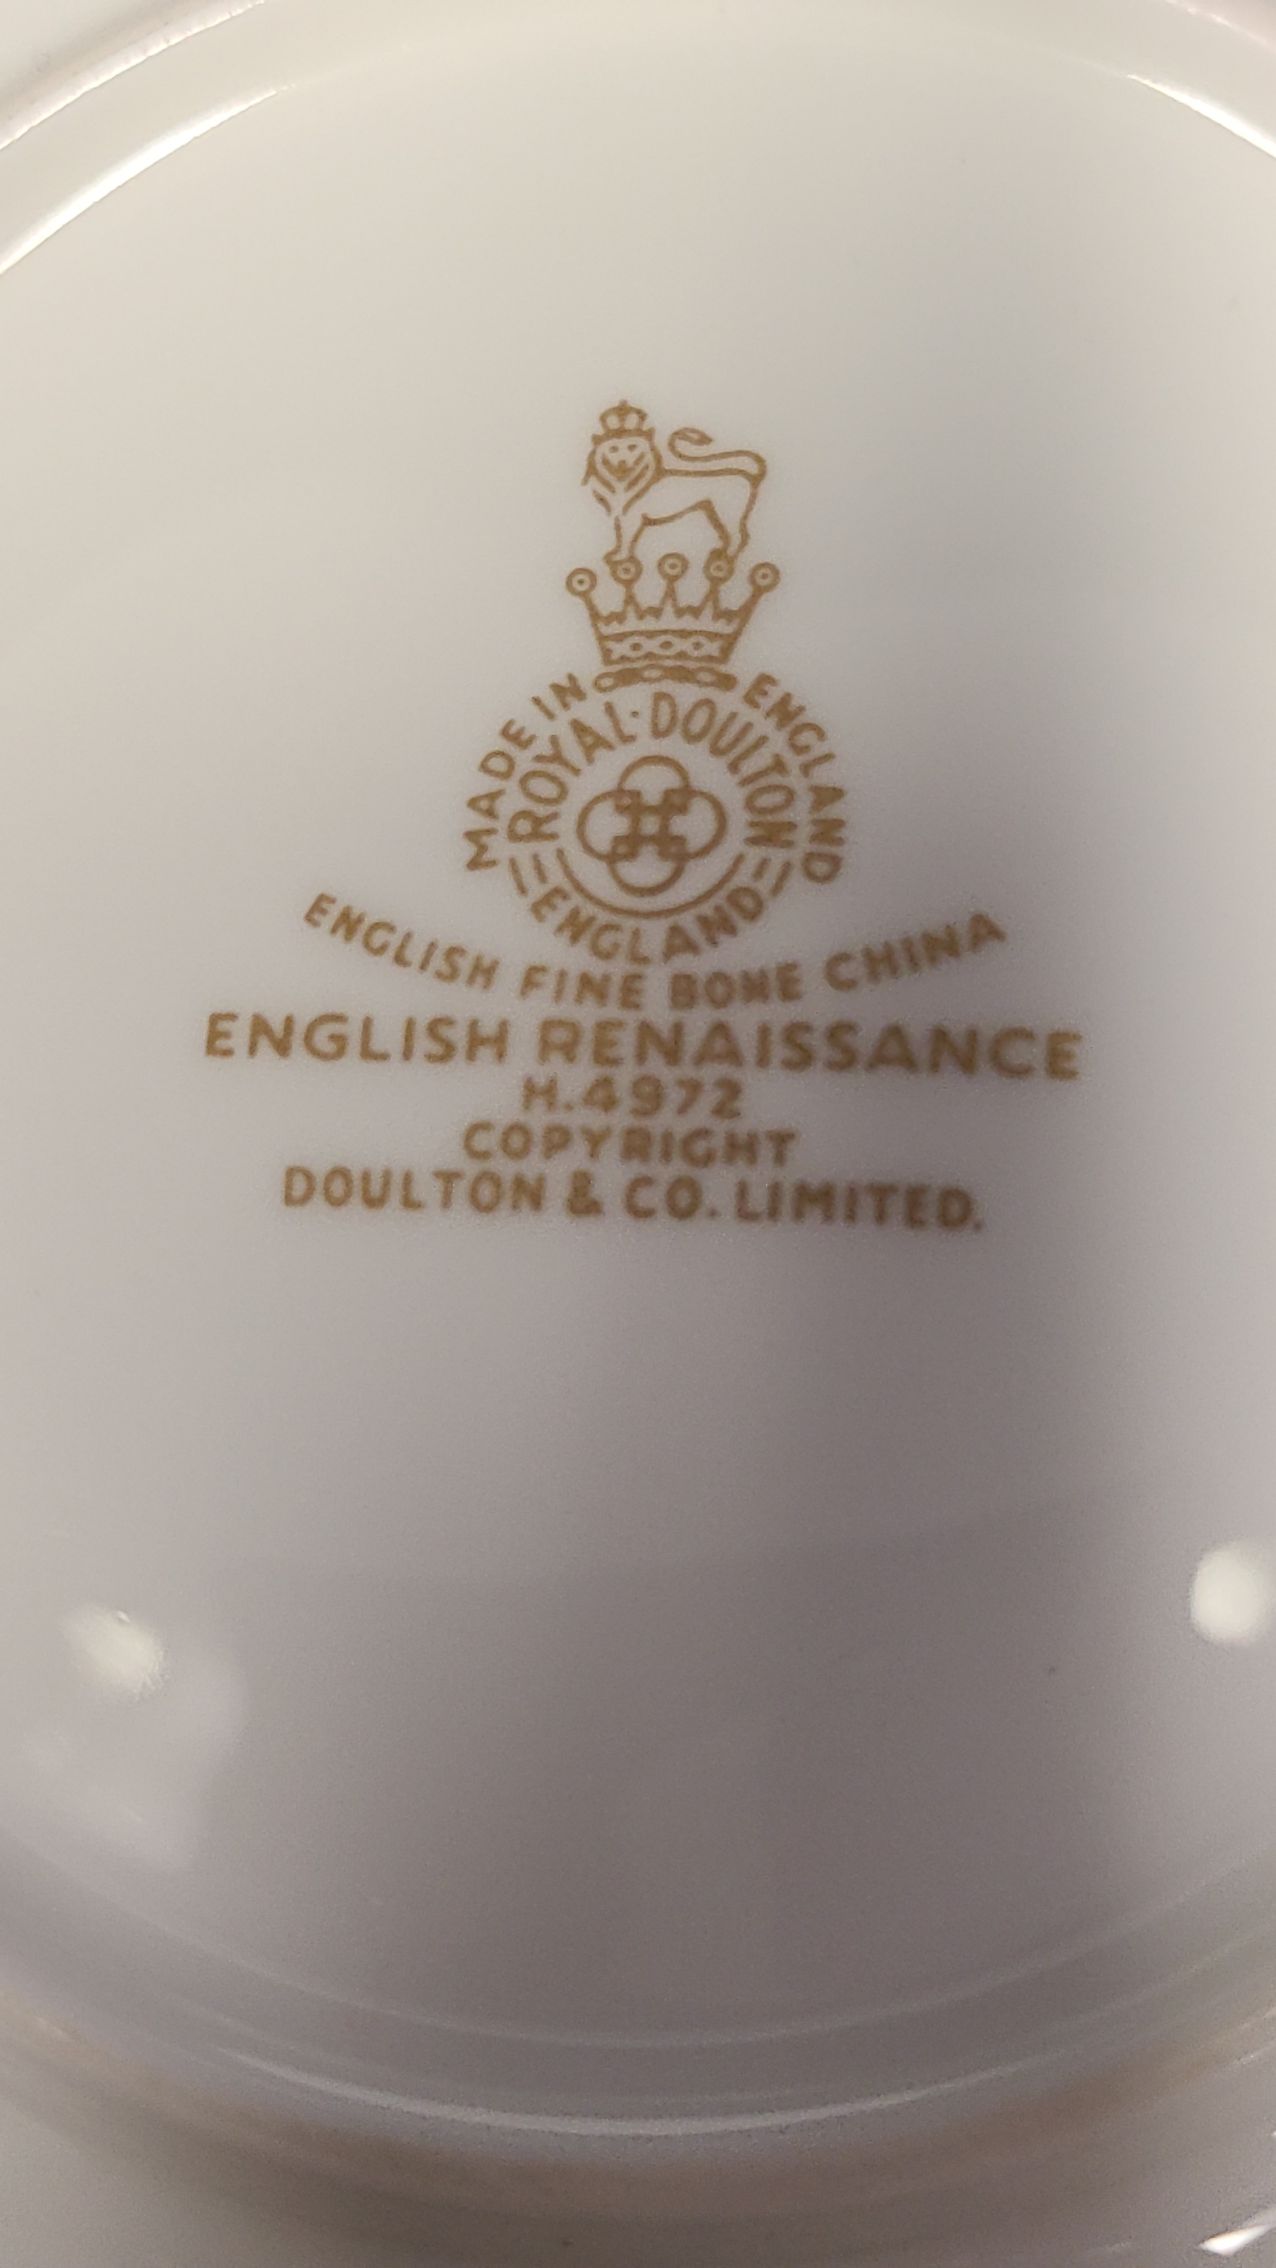 MADE IN ENGLAND
ROYAL·DOULTON
ENGLAND
ENGLISH FINE BONE CHINA
ENGLISH RENAISSANCE
H.4972
COPYRIGHT
DOULTON & CO. LIMITED.